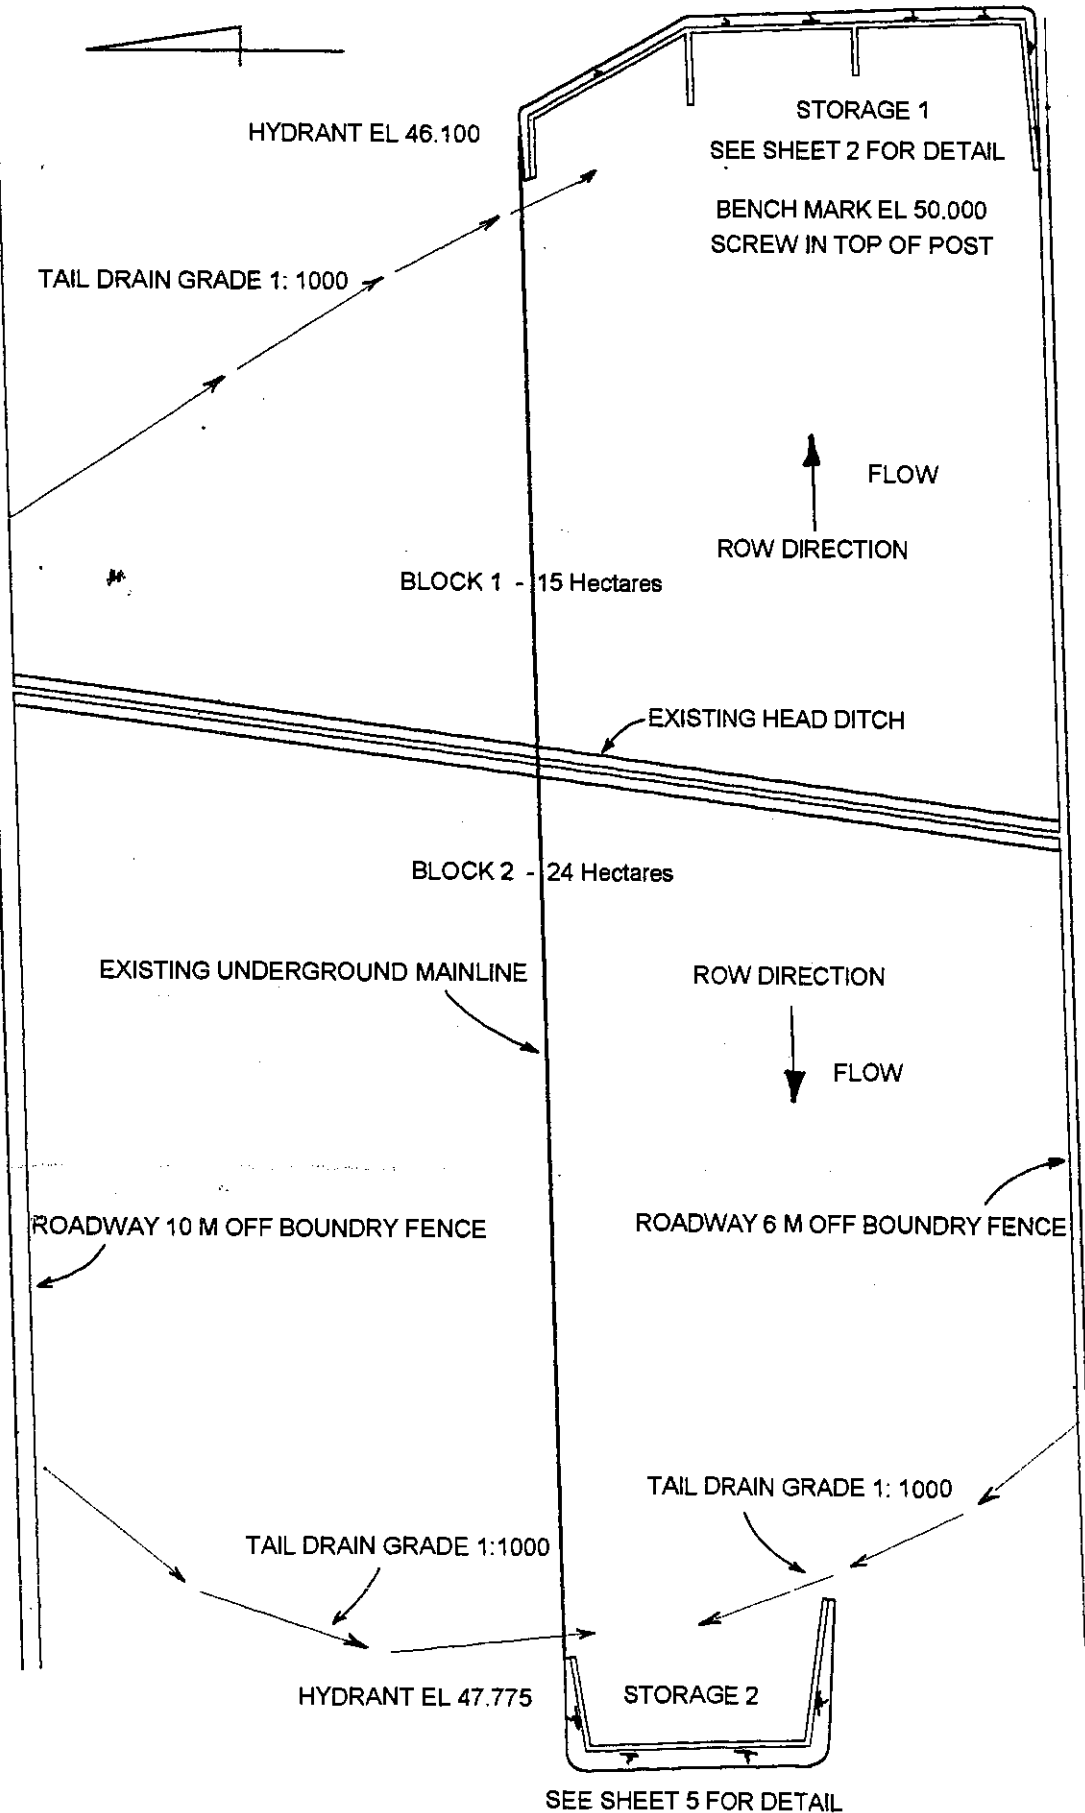 HYDRANT EL 46.100
STORAGE 1
SEE SHEET 2 FOR DETAIL
BENCH MARK EL 50.000
SCREW IN TOP OF POST
TAIL DRAIN GRADE 1: 1000
FLOW
ROW DIRECTION
BLOCK 1 - 15 Hectares
EXISTING HEAD DITCH
BLOCK 2 - 24 Hectares
EXISTING UNDERGROUND MAINLINE
ROW DIRECTION
FLOW
ROADWAY 10 M OFF BOUNDRY FENCE
ROADWAY 6 M OFF BOUNDRY FENCE
TAIL DRAIN GRADE 1: 1000
TAIL DRAIN GRADE 1:1000
HYDRANT EL 47.775
STORAGE 2
SEE SHEET 5 FOR DETAIL